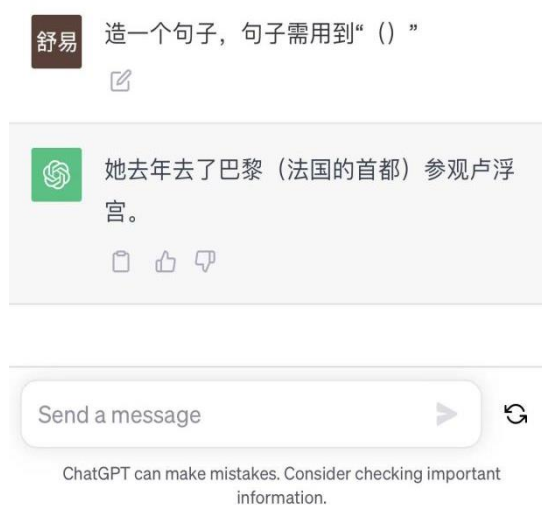 舒易
造一个句子，句子需用到“（）”
她去年去了巴黎（法国的首都）参观卢浮
宫。
Send a message
ChatGPT can make mistakes. Consider checking important
information.